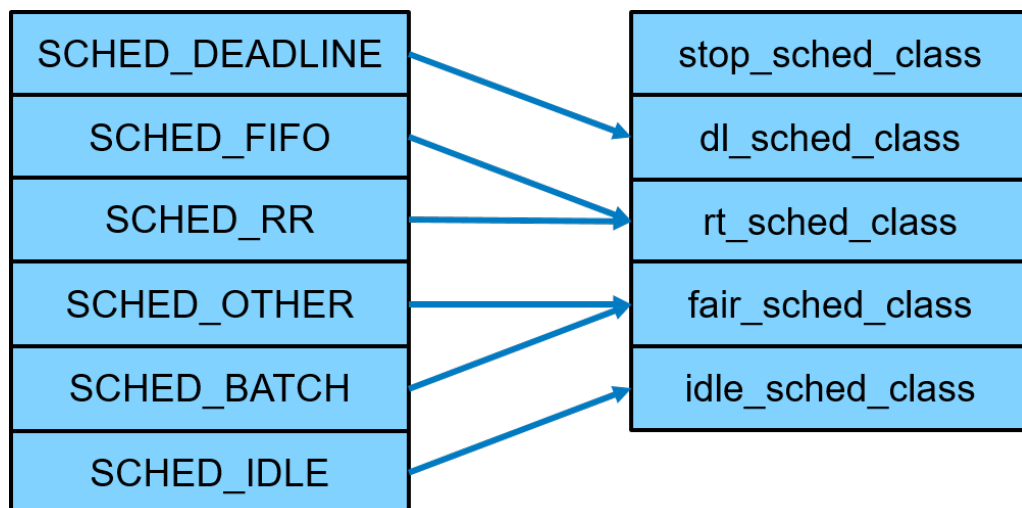 SCHED_DEADLINE
SCHED_FIFO
SCHED_RR
SCHED_OTHER
SCHED_BATCH
SCHED_IDLE
stop_sched_class
dl_sched_class
rt_sched_class
fair_sched_class
idle_sched_class